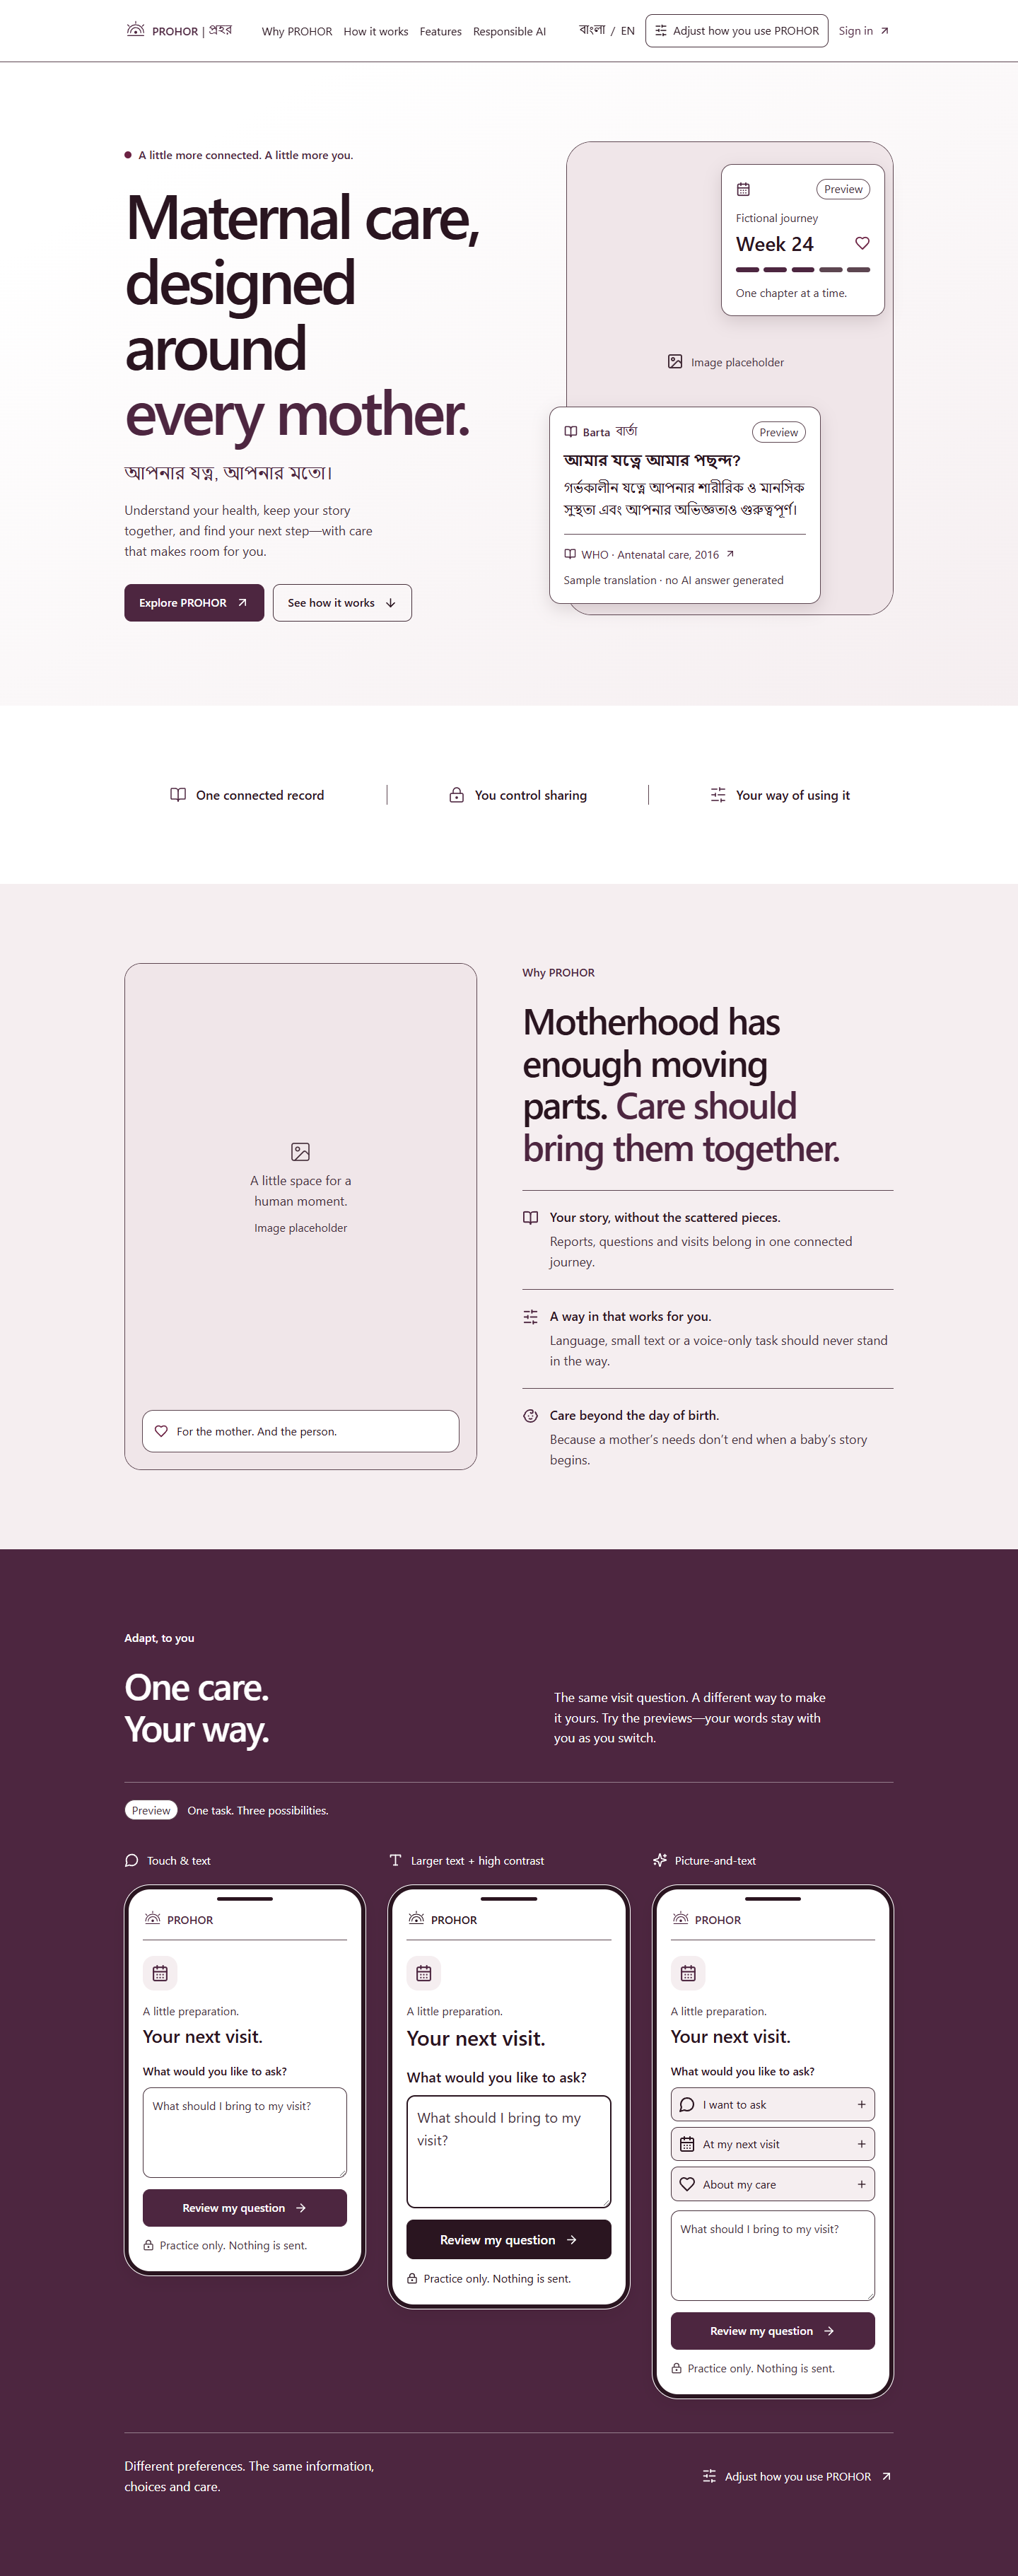 PROHOR | প্রহর
Why PROHOR
How it works
Features
Responsible AI
বাংলা / EN
Adjust how you use PROHOR
Sign in
A little more connected. A little more you.
Maternal care,
designed
around
every mother.
আপনার যত্ন, আপনার মতো।
Understand your health, keep your story
together, and find your next step—with care
that makes room for you.
Explore PROHOR
See how it works
Preview
Fictional journey
Week 24
One chapter at a time.
Image placeholder
Barta বার্তা
Preview
আমার যত্নে আমার পছন্দ?
গর্ভকালীন যত্নে আপনার শারীরিক ও মানসিক
সুস্থতা এবং আপনার অভিজ্ঞতাও গুরুত্বপূর্ণ।
WHO · Antenatal care, 2016
Sample translation · no AI answer generated
One connected record
You control sharing
Your way of using it
A little space for a
human moment.
Image placeholder
For the mother. And the person.
Why PROHOR
Motherhood has
enough moving
parts. Care should
bring them together.
Your story, without the scattered pieces.
Reports, questions and visits belong in one connected
journey.
A way in that works for you.
Language, small text or a voice-only task should never stand
in the way.
Care beyond the day of birth.
Because a mother’s needs don’t end when a baby’s story
begins.
Adapt, to you
One care.
Your way.
The same visit question. A different way to make
it yours. Try the previews—your words stay with
you as you switch.
Preview
One task. Three possibilities.
Touch & text
PROHOR
A little preparation.
Your next visit.
What would you like to ask?
What should I bring to my visit?
Review my question
Practice only. Nothing is sent.
Larger text + high contrast
PROHOR
A little preparation.
Your next visit.
What would you like to ask?
What should I bring to my
visit?
Review my question
Practice only. Nothing is sent.
Picture-and-text
PROHOR
A little preparation.
Your next visit.
What would you like to ask?
I want to ask +
At my next visit +
About my care +
What should I bring to my visit?
Review my question
Practice only. Nothing is sent.
Different preferences. The same information,
choices and care.
Adjust how you use PROHOR